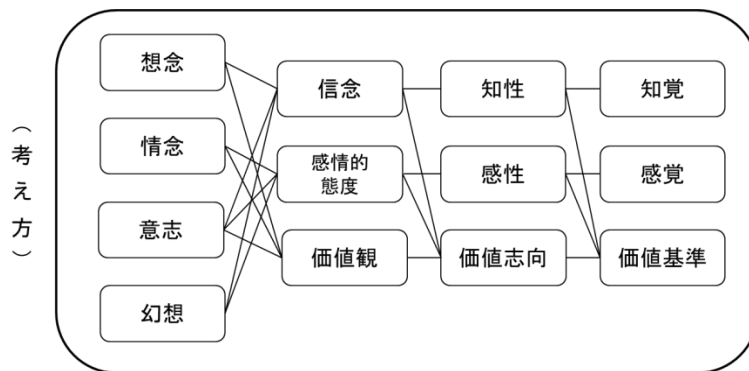 （考え方）
想念
情念
意志
幻想
信念
感情的
態度
価値観
知性
感性
価値志向
知覚
感覚
価値基準